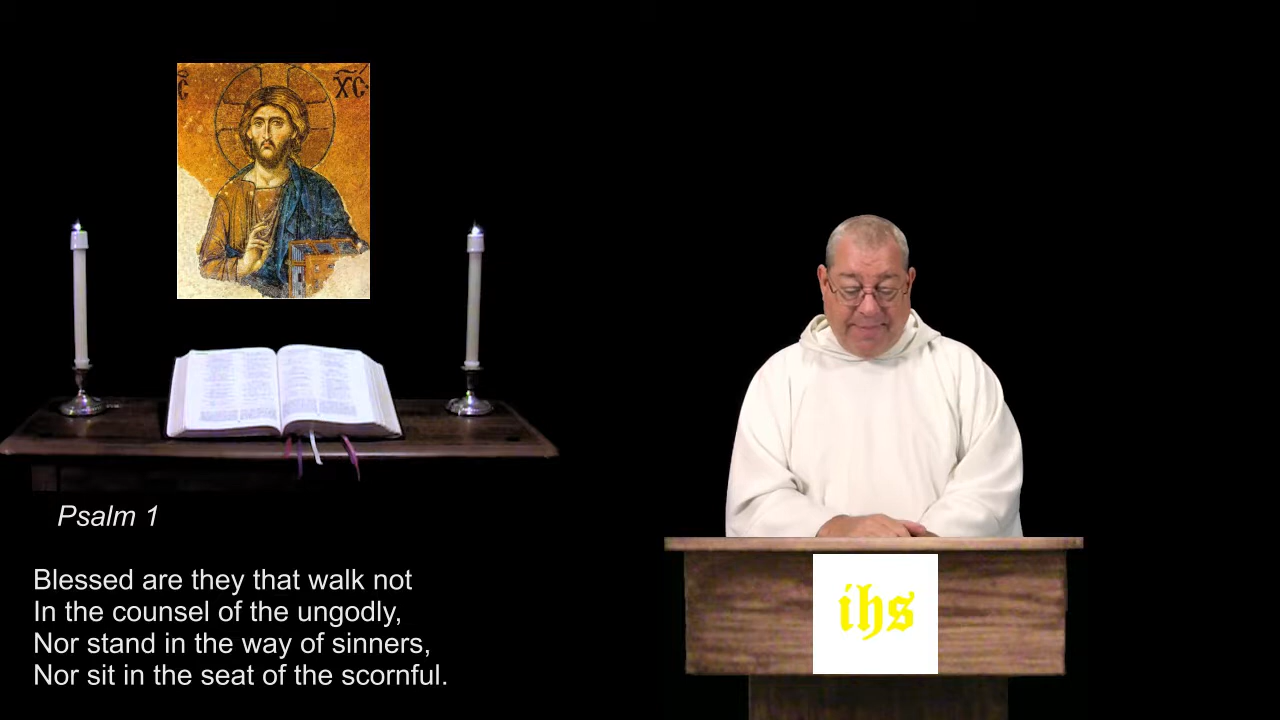 XC
Psalm 1
Blessed are they that walk not
In the counsel of the ungodly,
Nor stand in the way of sinners,
Nor sit in the seat of the scornful.
ihs